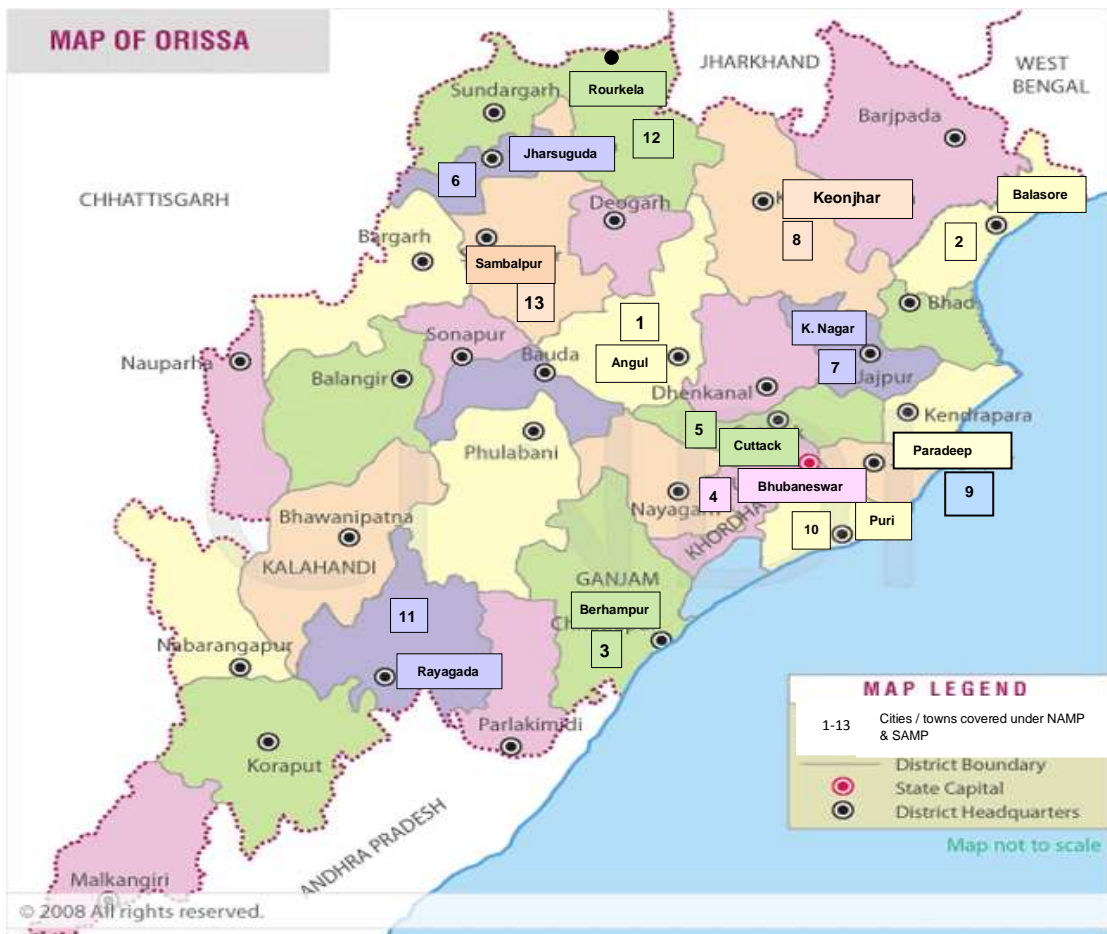 MAP OF ORISSA
JHARKHAND
WEST
BENGAL
Rourkela
Sundargarh
Barjpada
12
Jharsuguda
6
CHHATTISGARH
Deogarh
Keonjhar
Balasore
Bargarh
8
2
Sambalpur
13
Bhad
1
Sonapur
K. Nagar
Nauparha
Bauda
Angul
7
Jajpur
Balangir
Dhenkanal
Kendrapara
5
Cuttack
Paradeep
Phulabani
Bhubaneswar
4
9
Nayagarh
KHORDHA
10
Puri
Bhawanipatna
KALAHANDI
GANJAM
11
Berhampur
3
Nabarangapur
Rayagada
MAP LEGEND
1-13 Cities / towns covered under NAMP
& SAMP
District Boundary
State Capital
District Headquarters
Map not to scale
Parlakimidi
Koraput
ANDHRA PRADESH
Malkangiri
© 2008 All rights reserved.